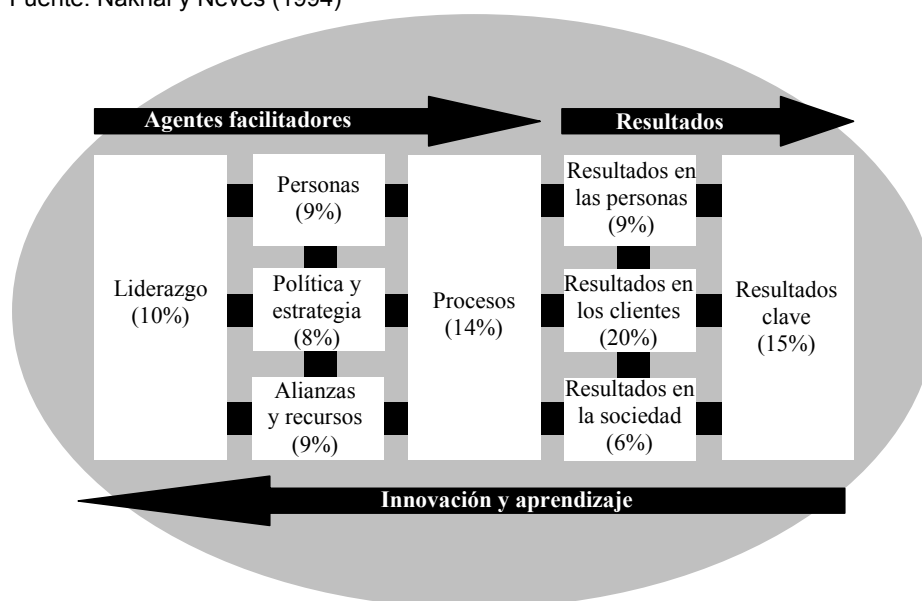 Fuente: Nakhai y Neves (1994)
Agentes facilitadores
Resultados
Liderazgo
(10%)
Personas
(9%)
Política y
estrategia
(8%)
Alianzas
y recursos
(9%)
Procesos
(14%)
Resultados en
las personas
(9%)
Resultados en
los clientes
(20%)
Resultados en
la sociedad
(6%)
Resultados
clave
(15%)
Innovación y aprendizaje